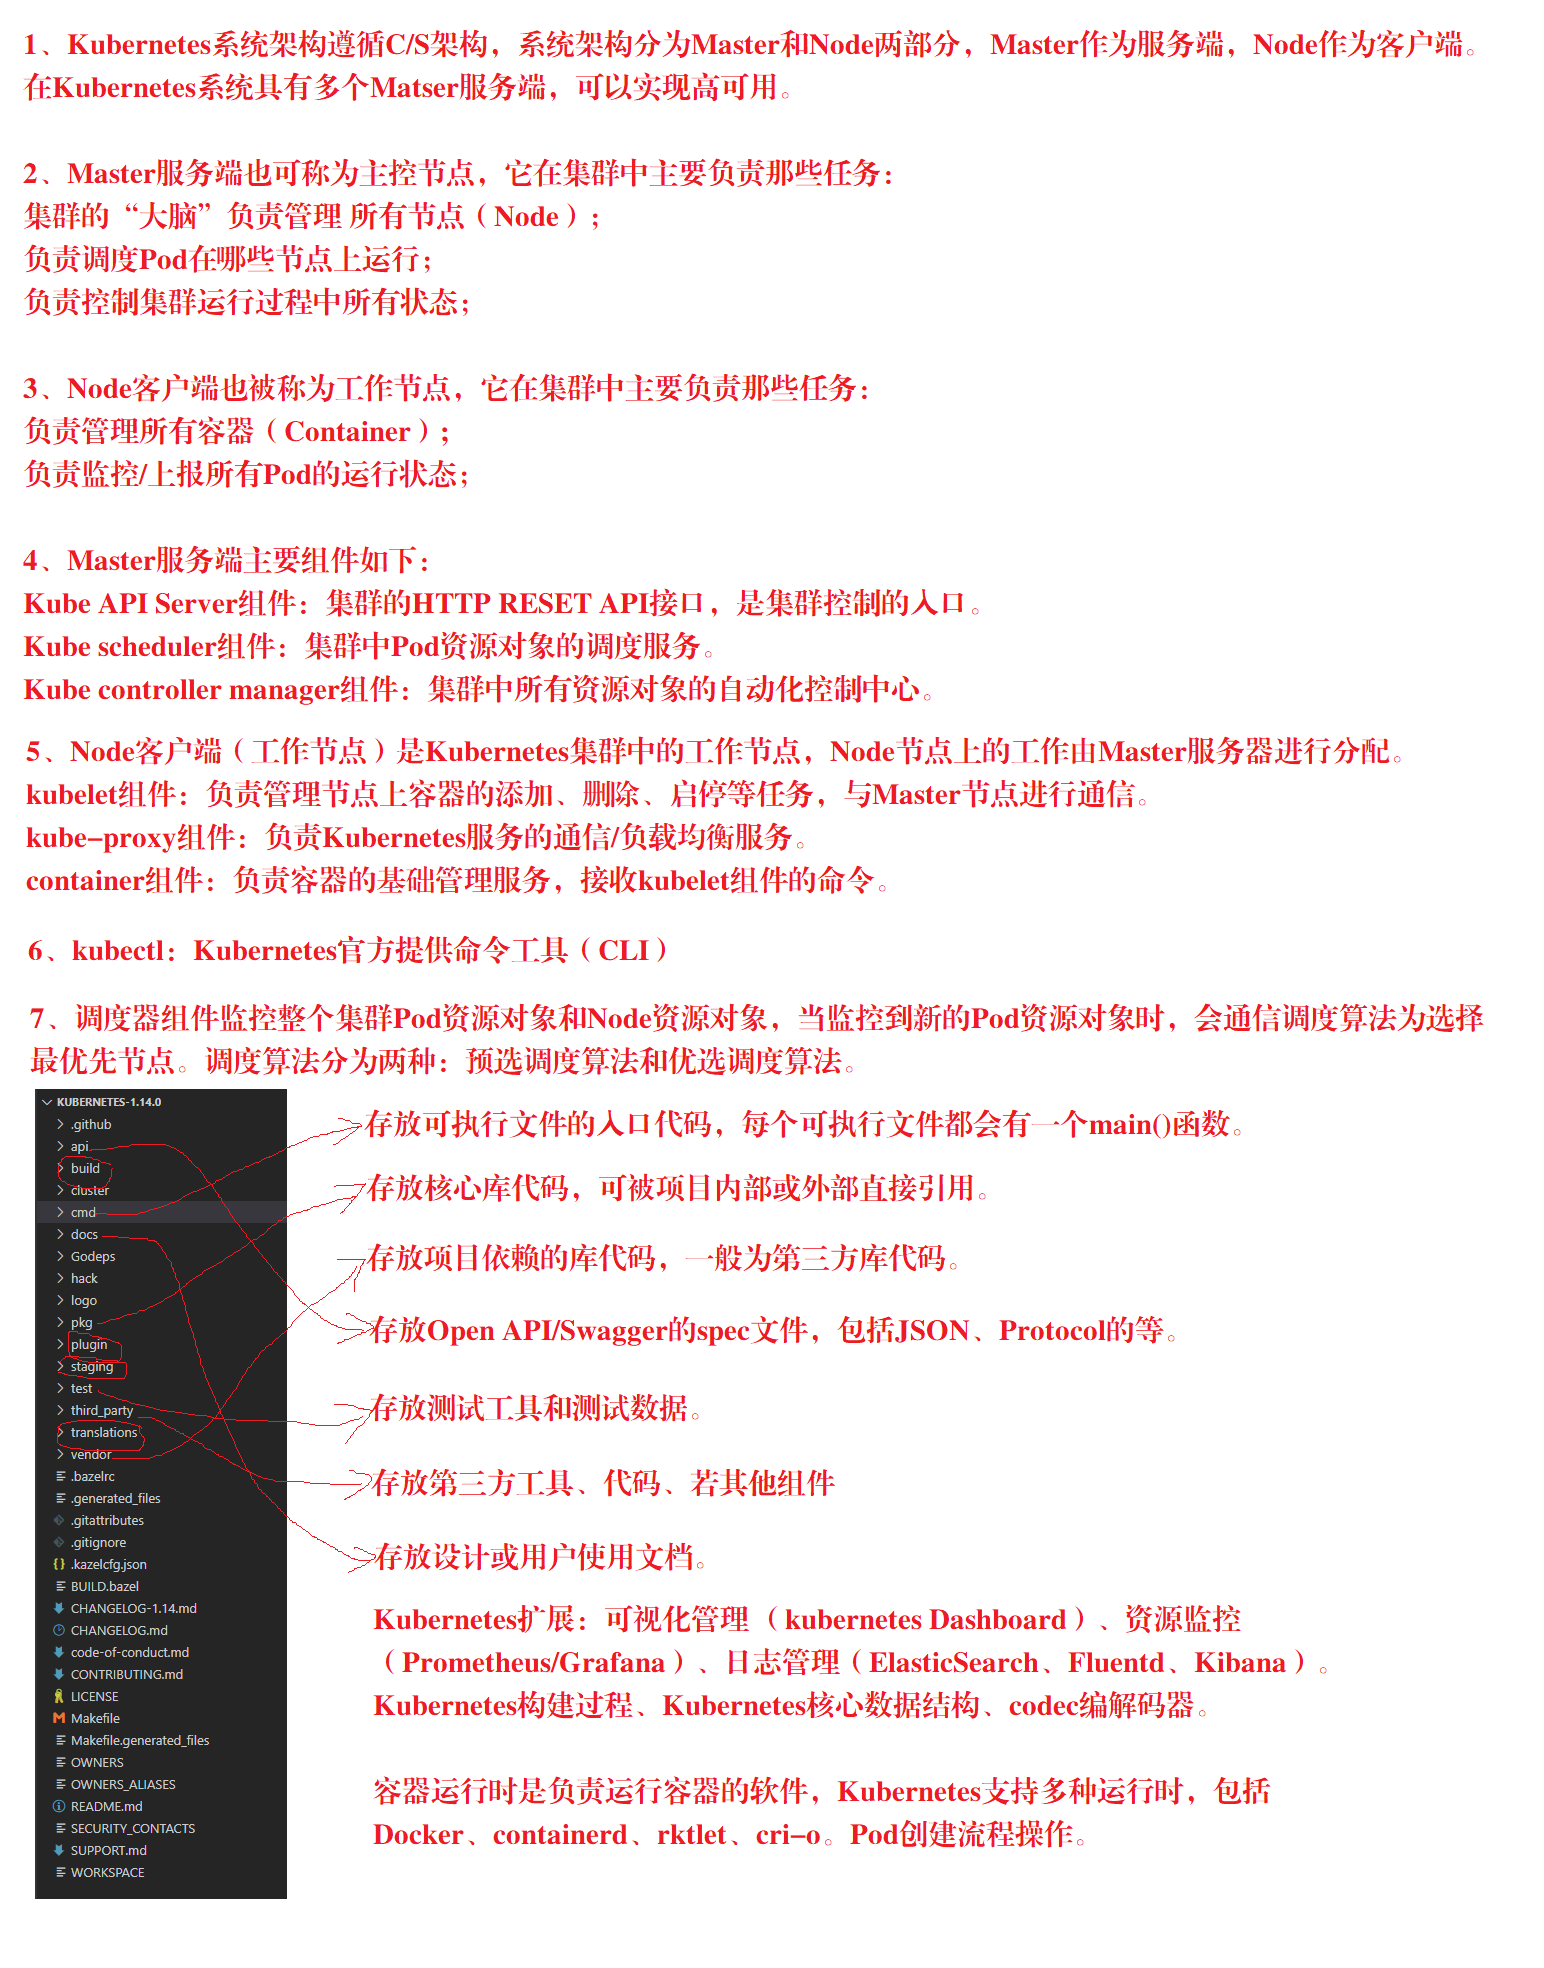 1、Kubernetes系统架构遵循C/S架构，系统架构分为Master和Node两部分，Master作为服务端，Node作为客户端。
在Kubernetes系统具有多个Matser服务端，可以实现高可用。
2、Master服务端也可称为主控节点，它在集群中主要负责那些任务：
集群的“大脑”负责管理 所有节点（Node）；
负责调度Pod在哪些节点上运行；
负责控制集群运行过程中所有状态；
3、Node客户端也被称为工作节点，它在集群中主要负责那些任务：
负责管理所有容器（Container）；
负责监控/上报所有Pod的运行状态；
4、Master服务端主要组件如下：
Kube API Server组件：集群的HTTP RESET API接口，是集群控制的入口。
Kube scheduler组件：集群中Pod资源对象的调度服务。
Kube controller manager组件：集群中所有资源对象的自动化控制中心。
5、Node客户端（工作节点）是Kubernetes集群中的工作节点，Node节点上的工作由Master服务器进行分配。
kubelet组件：负责管理节点上容器的添加、删除、启停等任务，与Master节点进行通信。
kube-proxy组件：负责Kubernetes服务的通信/负载均衡服务。
container组件：负责容器的基础管理服务，接收kubelet组件的命令。
6、kubectl：Kubernetes官方提供命令工具（CLI）
7、调度器组件监控整个集群Pod资源对象和Node资源对象，当监控到新的Pod资源对象时，会通信调度算法为选择
最优先节点。调度算法分为两种：预选调度算法和优选调度算法。
KUBERNETES-1.14.0
.github
api
build
cluster
cmd
docs
Godeps
hack
logo
pkg
plugin
staging
test
third_party
translations
vendor
.bazelrc
.generated_files
.gitattributes
.gitignore
.kazelcfg.json
BUILD.bazel
CHANGELOG-1.14.md
CHANGELOG.md
code-of-conduct.md
CONTRIBUTING.md
LICENSE
Makefile
Makefile.generated_files
OWNERS
OWNERS_ALIASES
README.md
SECURITY_CONTACTS
SUPPORT.md
WORKSPACE
存放可执行文件的入口代码，每个可执行文件都会有一个main()函数。
存放核心库代码，可被项目内部或外部直接引用。
存放项目依赖的库代码，一般为第三方库代码。
存放Open API/Swagger的spec文件，包括JSON、Protocol的等。
存放测试工具和测试数据。
存放第三方工具、代码、若其他组件
存放设计或用户使用文档。
Kubernetes扩展：可视化管理（kubernetes Dashboard）、资源监控
（Prometheus/Grafana）、日志管理（ElasticSearch、Fluentd、Kibana）。
Kubernetes构建过程、Kubernetes核心数据结构、codec编解码器。
容器运行时是负责运行容器的软件，Kubernetes支持多种运行时，包括
Docker、containerd、rktlet、cri-o。Pod创建流程操作。